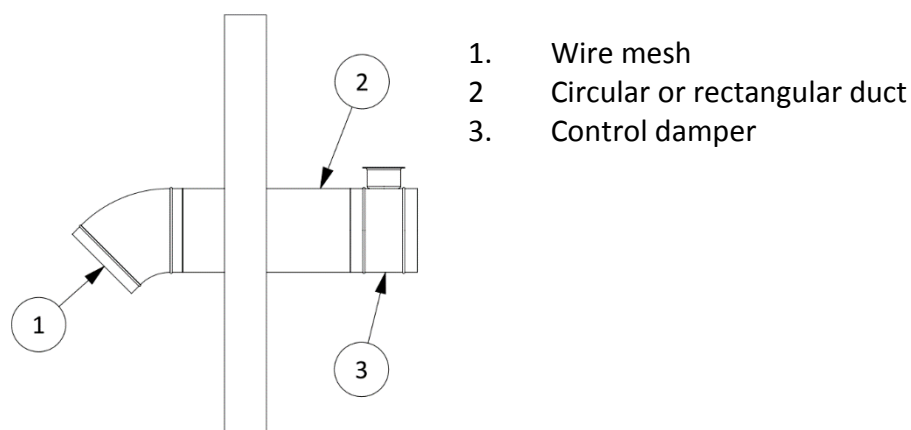 1. Wire mesh
2 Circular or rectangular duct
3. Control damper
2
1
3